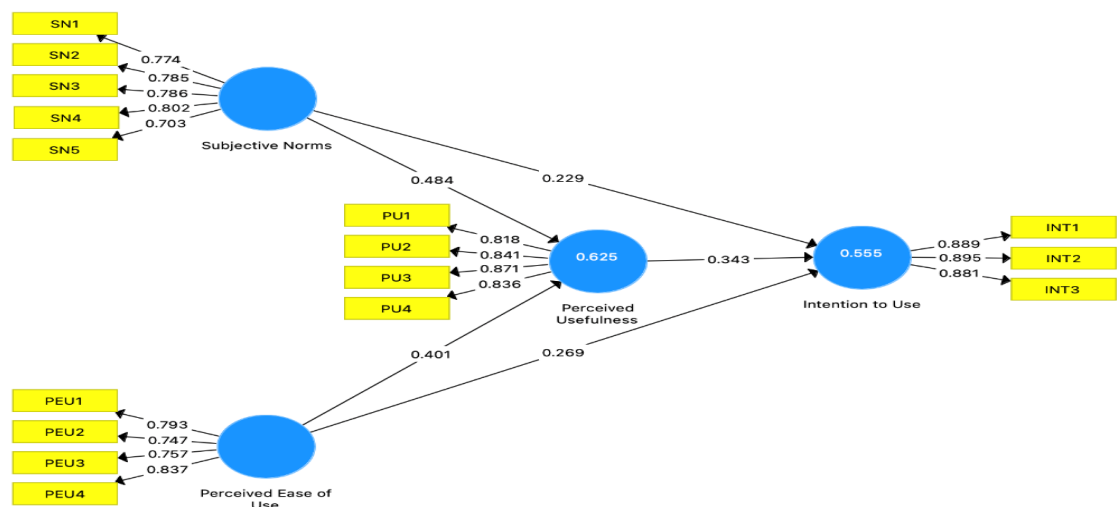 SN1
0.774
SN2
0.785
SN3
0.786
SN4
0.802
SN5
0.703
Subjective Norms
0.484
0.229
PU1
0.818
PU2
0.841
PU3
0.871
PU4
0.836
0.625
Perceived
Usefulness
0.343
0.555
Intention to Use
0.889
INT1
0.895
INT2
0.881
INT3
0.401
0.269
PEU1
0.793
PEU2
0.747
PEU3
0.757
PEU4
0.837
Perceived Ease of
Use